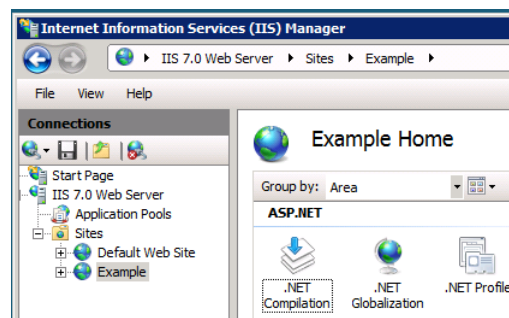 Internet Information Services (IIS) Manager
IIS 7.0 Web Server Sites Example
File View Help
Connections
Start Page
IIS 7.0 Web Server
Application Pools
Sites
Default Web Site
Example
Example Home
Group by: Area
ASP.NET
.NET Compilation
.NET Globalization
.NET Profile